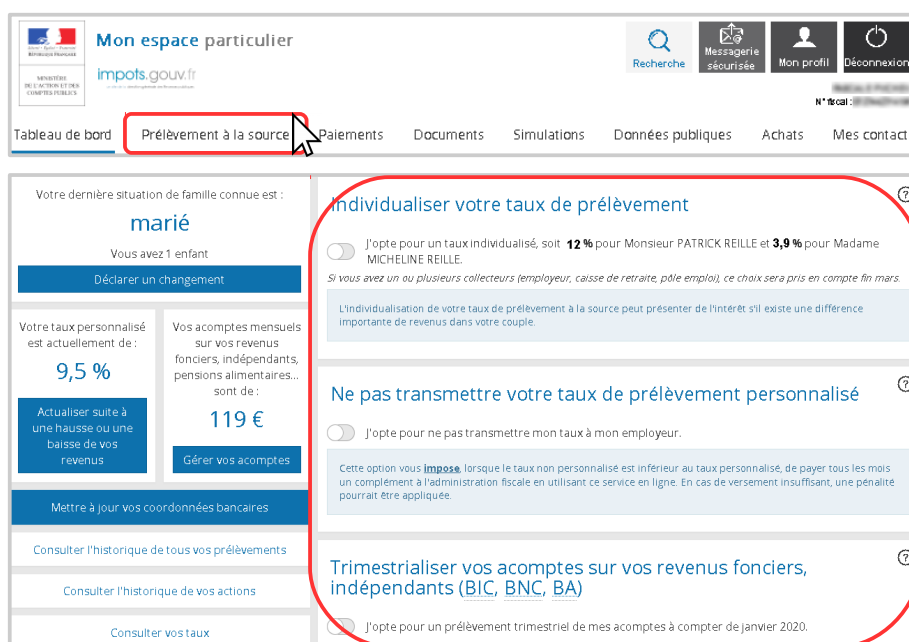 Mon espace particulier
Liberté • Égalité • Fraternité
RÉPUBLIQUE FRANÇAISE
MINISTÈRE
DE L'ACTION ET DES
COMPTES PUBLICS
impots.gouv.fr
Recherche
Messagerie
sécurisée
Mon profil
Déconnexion
N° fiscal :
Tableau de bord
Prélèvement à la source
Paiements
Documents
Simulations
Données publiques
Achats
Mes contact
Votre dernière situation de famille connue est :
marié
Vous avez 1 enfant
Déclarer un changement
Votre taux personnalisé
est actuellement de :
9,5 %
Actualiser suite à
une hausse ou une
baisse de vos
revenus
Vos acomptes mensuels
sur vos revenus
fonciers, indépendants,
pensions alimentaires...
sont de :
119 €
Gérer vos acomptes
Mettre à jour vos coordonnées bancaires
Consulter l'historique de tous vos prélèvements
Consulter l'historique de vos actions
Consulter vos taux
Individualiser votre taux de prélèvement
?
J'opte pour un taux individualisé, soit 12 % pour Monsieur PATRICK REILLE et 3,9 % pour Madame
MICHELINE REILLE.
Si vous avez un ou plusieurs collecteurs (employeur, caisse de retraite, pôle emploi), ce choix sera pris en compte fin mars.
L'individualisation de votre taux de prélèvement à la source peut présenter de l'intérêt s'il existe une différence
importante de revenus dans votre couple.
Ne pas transmettre votre taux de prélèvement personnalisé
?
J'opte pour ne pas transmettre mon taux à mon employeur.
Cette option vous impose, lorsque le taux non personnalisé est inférieur au taux personnalisé, de payer tous les mois
un complément à l'administration fiscale en utilisant ce service en ligne. En cas de versement insuffisant, une pénalité
pourrait être appliquée.
Trimestrialiser vos acomptes sur vos revenus fonciers,
indépendants (BIC, BNC, BA)
?
J'opte pour un prélèvement trimestriel de mes acomptes à compter de janvier 2020.